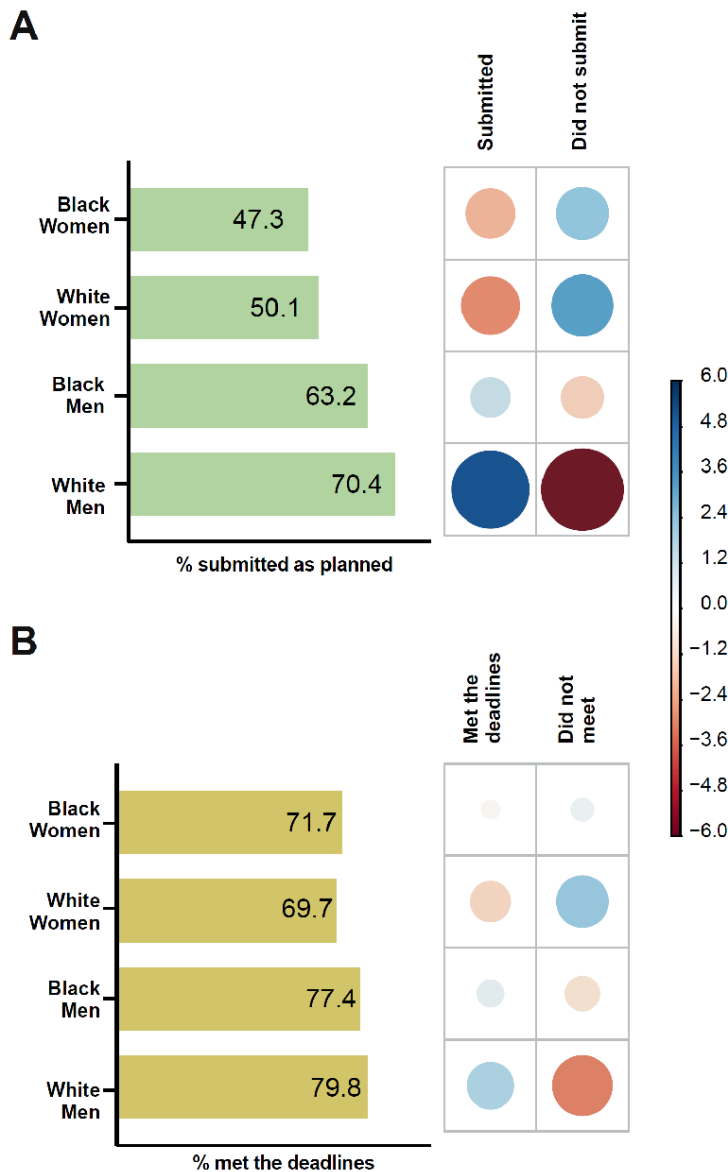 A
Submitted
Did not submit
Black
Women
47.3
White
Women
50.1
Black
Men
63.2
White
Men
70.4
% submitted as planned
6.0
4.8
3.6
2.4
1.2
0.0
−1.2
−2.4
−3.6
−4.8
−6.0
B
Met the
deadlines
Did not
meet
Black
Women
71.7
White
Women
69.7
Black
Men
77.4
White
Men
79.8
% met the deadlines